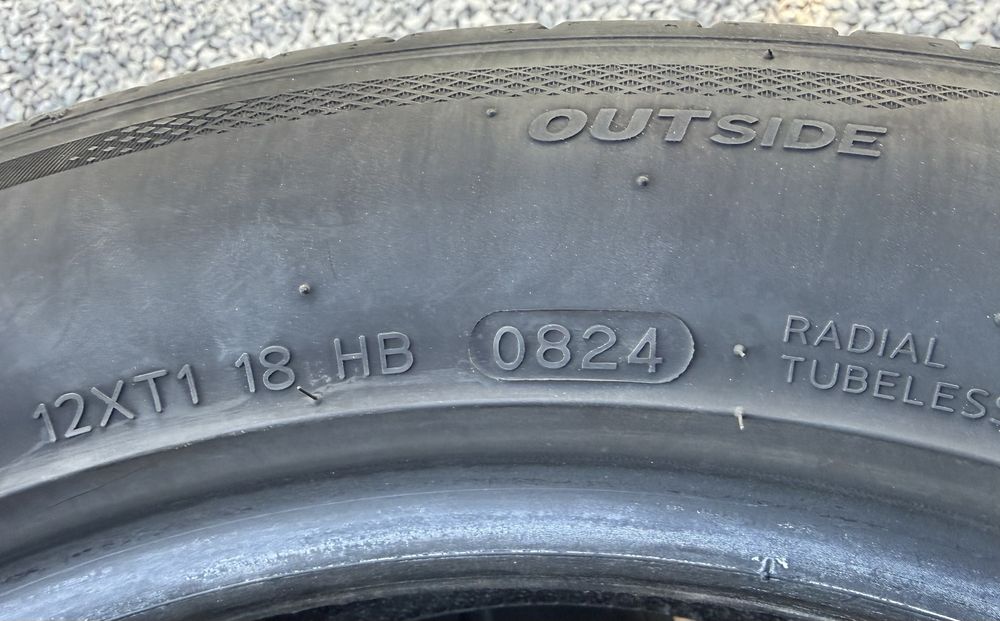 OUTSIDE
12XT1 18 HB 0824
RADIAL
TUBELESS